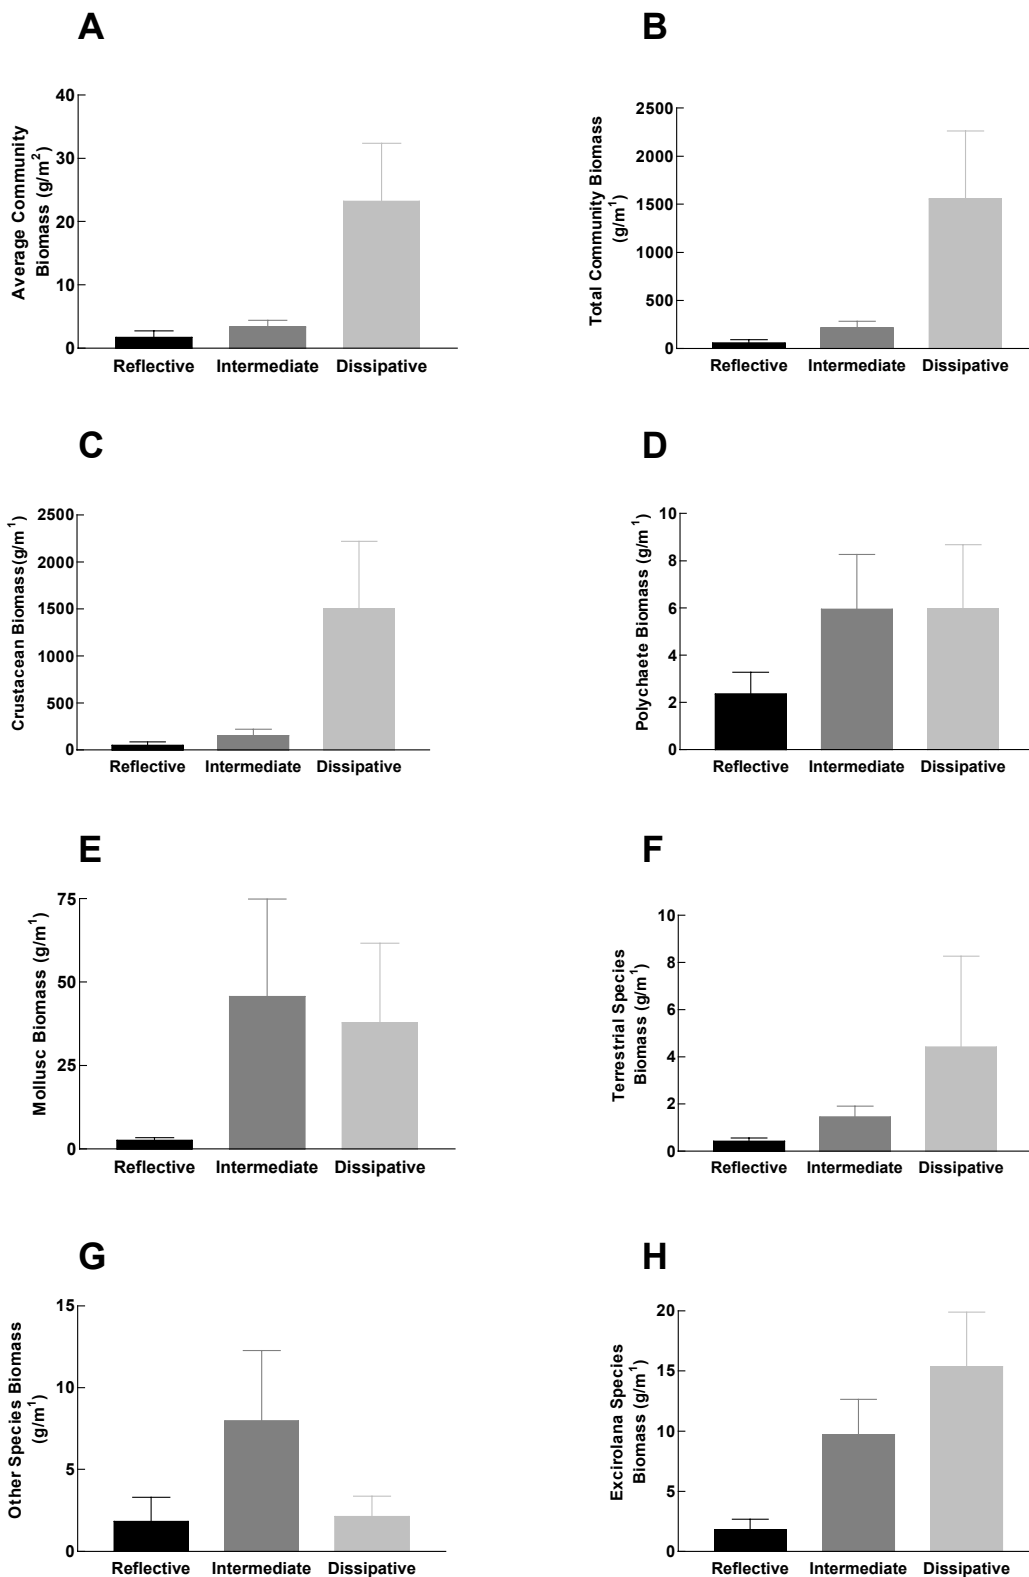 A
Average Community
Biomass (g/m²)
40
30
20
10
0
Reflective Intermediate Dissipative
B
Total Community Biomass
(g/m¹)
2500
2000
1500
1000
500
0
Reflective Intermediate Dissipative
C
Crustacean Biomass(g/m¹)
2500
2000
1500
1000
500
0
Reflective Intermediate Dissipative
D
Polychaete Biomass (g/m¹)
10
8
6
4
2
0
Reflective Intermediate Dissipative
E
Mollusc Biomass (g/m¹)
75
50
25
0
Reflective Intermediate Dissipative
F
Terrestrial Species
Biomass (g/m¹)
10
8
6
4
2
0
Reflective Intermediate Dissipative
G
Other Species Biomass
(g/m¹)
15
10
5
0
Reflective Intermediate Dissipative
H
Excirolana Species
Biomass (g/m¹)
20
15
10
5
0
Reflective Intermediate Dissipative